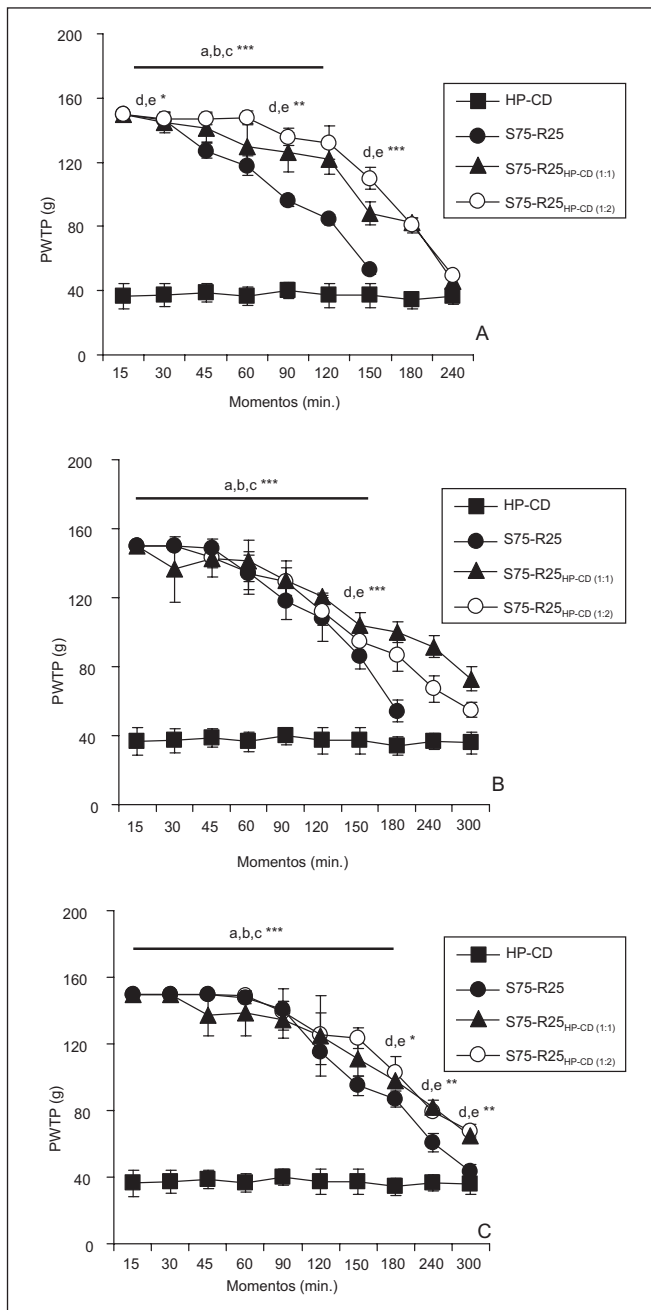 200
a,b,c ***
160
d,e *
d,e **
120
d,e ***
80
40
0
PWTP (g)
HP-CD
S75-R25
S75-R25HP-CD (1:1)
S75-R25HP-CD (1:2)
A
15 30 45 60 90 120 150 180 240
Momentos (min.)
200
a,b,c ***
160
120
d,e ***
80
40
0
PWTP (g)
HP-CD
S75-R25
S75-R25HP-CD (1:1)
S75-R25HP-CD (1:2)
B
15 30 45 60 90 120 150 180 240 300
Momentos (min.)
200
a,b,c ***
160
120
d,e *
d,e **
d,e **
80
40
0
PWTP (g)
HP-CD
S75-R25
S75-R25HP-CD (1:1)
S75-R25HP-CD (1:2)
C
15 30 45 60 90 120 150 180 240 300
Momentos (min.)